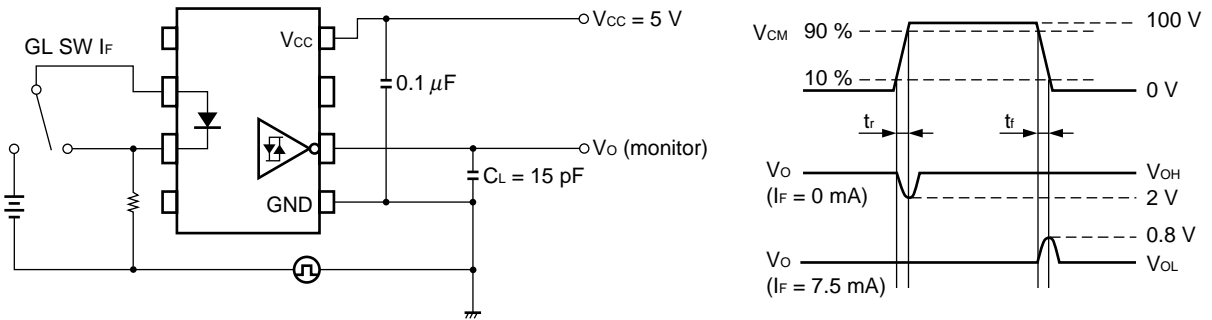 GL SW IF
VCC
VCC = 5 V
0.1 μF
VO (monitor)
CL = 15 pF
GND
VCM
90 %
10 %
100 V
0 V
tr
tf
VO
(IF = 0 mA)
VOH
2 V
0.8 V
VO
(IF = 7.5 mA)
VOL